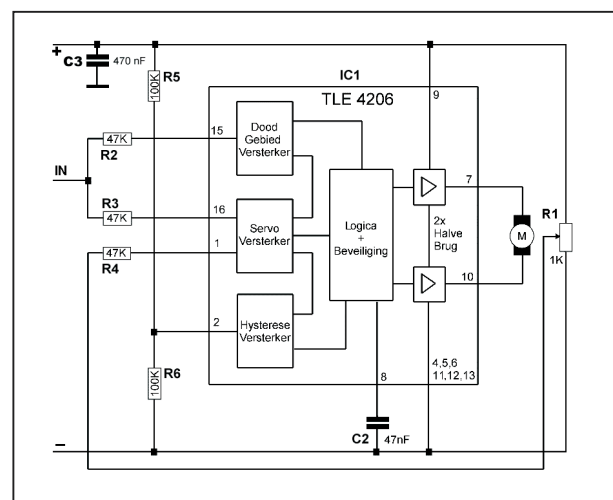 +
C3
470 nF
R5
100K
IC1
TLE 4206
9
Dood
Gebied
Versterker
15
47K
R2
IN
R3
47K
16
47K
R4
1
Servo
Versterker
Logica
+
Beveiliging
7
2x
Halve
Brug
M
R1
1K
10
2
Hysterese
Versterker
100K
R6
4,5,6
11,12,13
8
C2
47nF
–